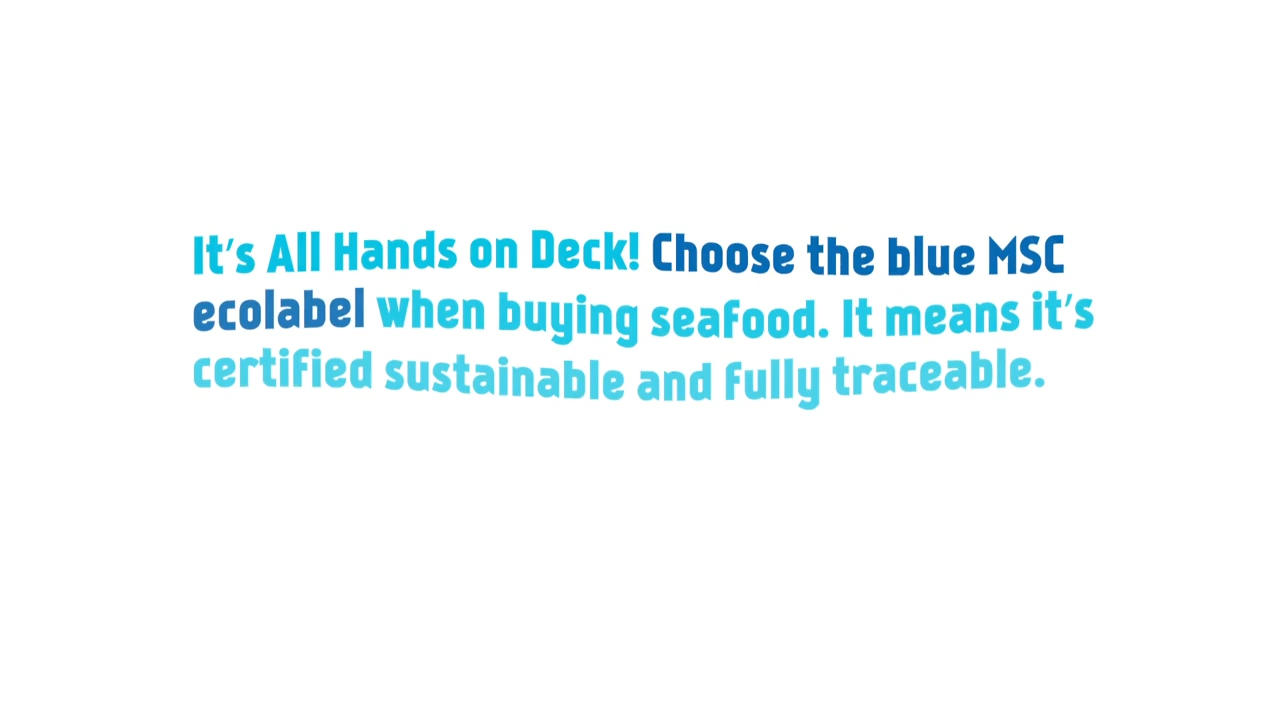 It's All Hands on Deck! Choose the blue MSC
ecolabel when buying seafood. It means it's
certified sustainable and fully traceable.